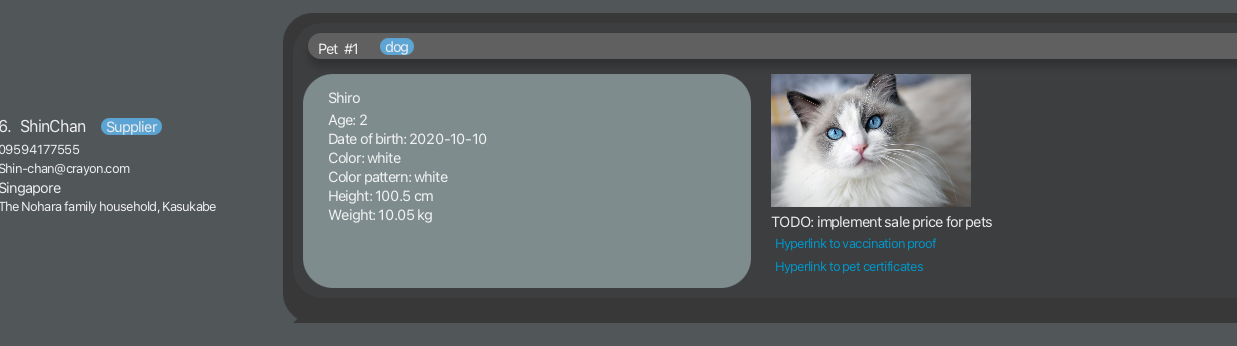 6. ShinChan Supplier
09594177555
Shin-chan@crayon.com
Singapore
The Nohara family household, Kasukabe
Pet #1 dog
Shiro
Age: 2
Date of birth: 2020-10-10
Color: white
Color pattern: white
Height: 100.5 cm
Weight: 10.05 kg
TODO: implement sale price for pets
Hyperlink to vaccination proof
Hyperlink to pet certificates